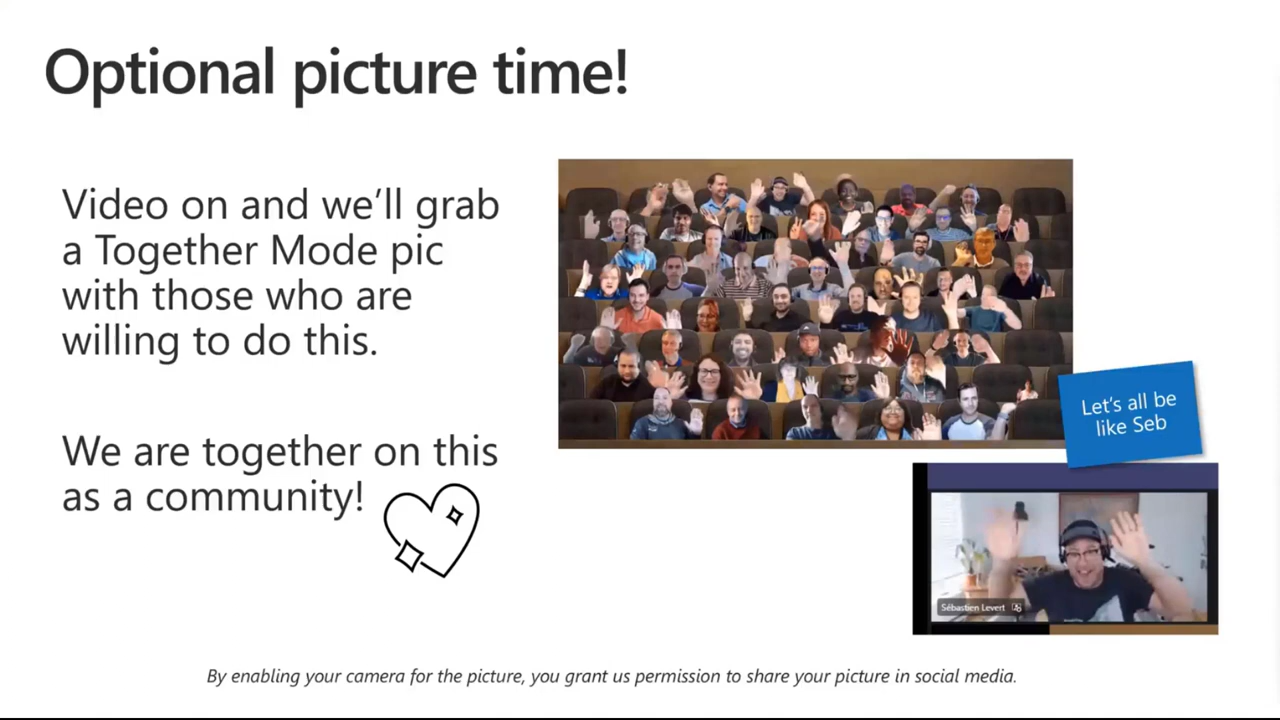 Optional picture time!
Video on and we’ll grab
a Together Mode pic
with those who are
willing to do this.
We are together on this
as a community!
Let’s all be
like Seb
Sébastien Levert
By enabling your camera for the picture, you grant us permission to share your picture in social media.